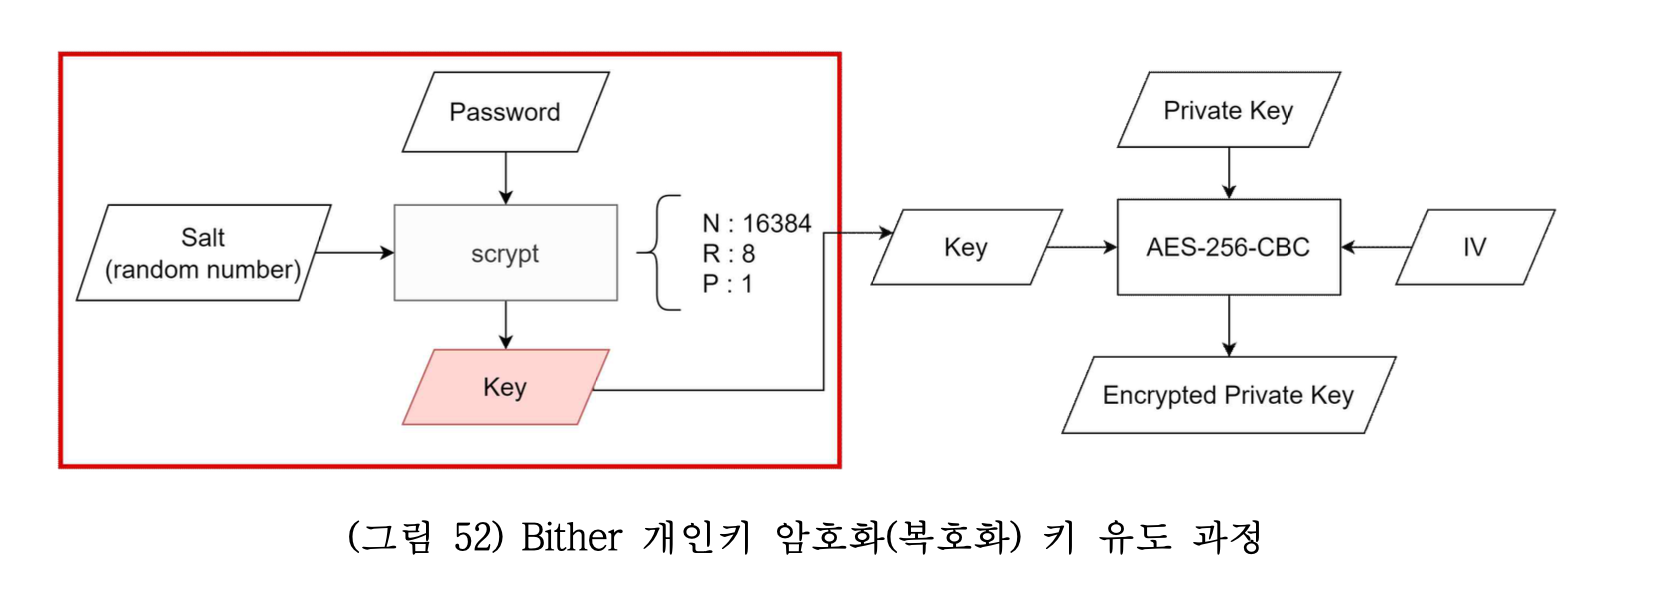 Password
Private Key
Salt
(random number)
scrypt
N : 16384
R : 8
P : 1
Key
AES-256-CBC
IV
Key
Encrypted Private Key
(그림 52) Bither 개인키 암호화(복호화) 키 유도 과정